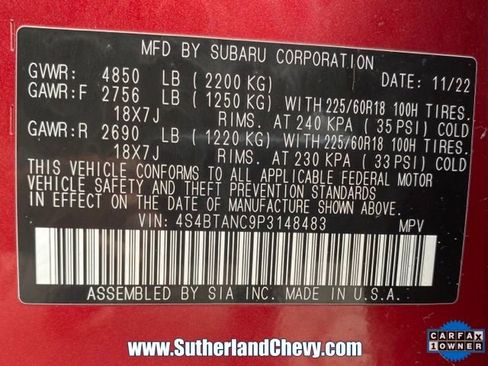 MFD BY SUBARU CORPORATION
GVWR: 4850 LB (2200 KG) DATE: 11/22
GAWR:F 2756 LB (1250 KG) WITH 225/60R18 100H TIRES.
18X7J RIMS. AT 240 KPA (35 PSI) COLD
GAWR:R 2690 LB (1220 KG) WITH 225/60R18 100H TIRES.
18X7J RIMS. AT 230 KPA (33 PSI) COLD
THIS VEHICLE CONFORMS TO ALL APPLICABLE FEDERAL MOTOR
VEHICLE SAFETY AND THEFT PREVENTION STANDARDS
IN EFFECT ON THE DATE OF MANUFACTURE SHOWN ABOVE.
VIN: 4S4BTANC9P3148483 MPV
ASSEMBLED BY SIA INC. MADE IN U.S.A.
www.SutherlandChevy.com
CARFAX
1 OWNER